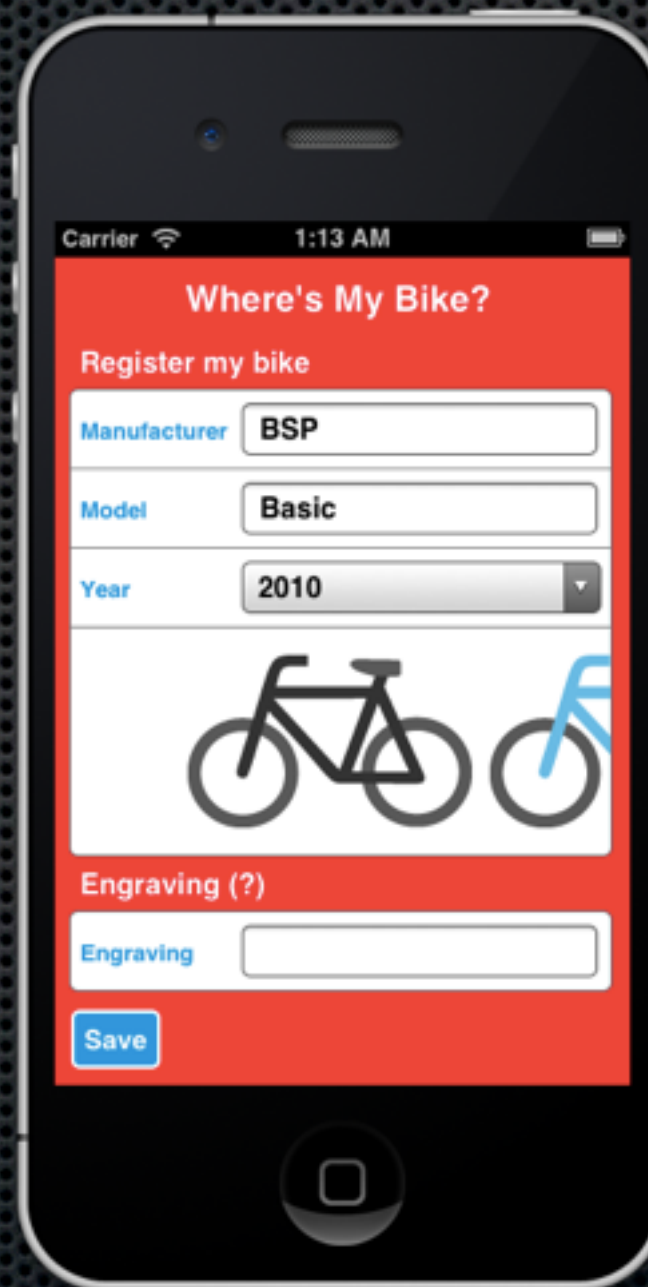 Carrier 1:13 AM
Where's My Bike?
Register my bike
Manufacturer BSP
Model Basic
Year 2010
Engraving (?)
Engraving
Save